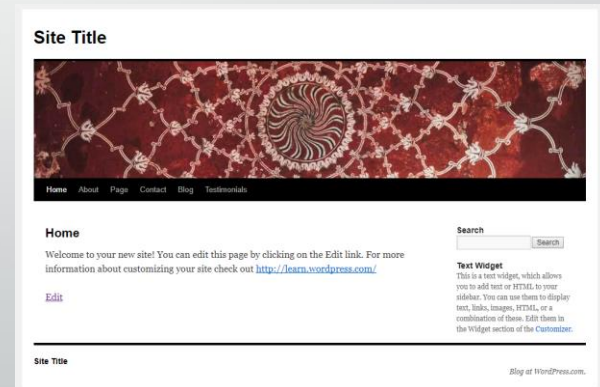 Site Title
Home About Page Contact Blog Testimonials
Home
Welcome to your new site! You can edit this page by clicking on the Edit link. For more
information about customizing your site check out http://learn.wordpress.com/
Edit
Search
Search
Text Widget
This is a text widget, which allows
you to add text or HTML to your
sidebar. You can use them to display
text, links, images, HTML, or a
combination of these. Edit them in
the Widget section of the Customizer.
Site Title
Blog at WordPress.com.